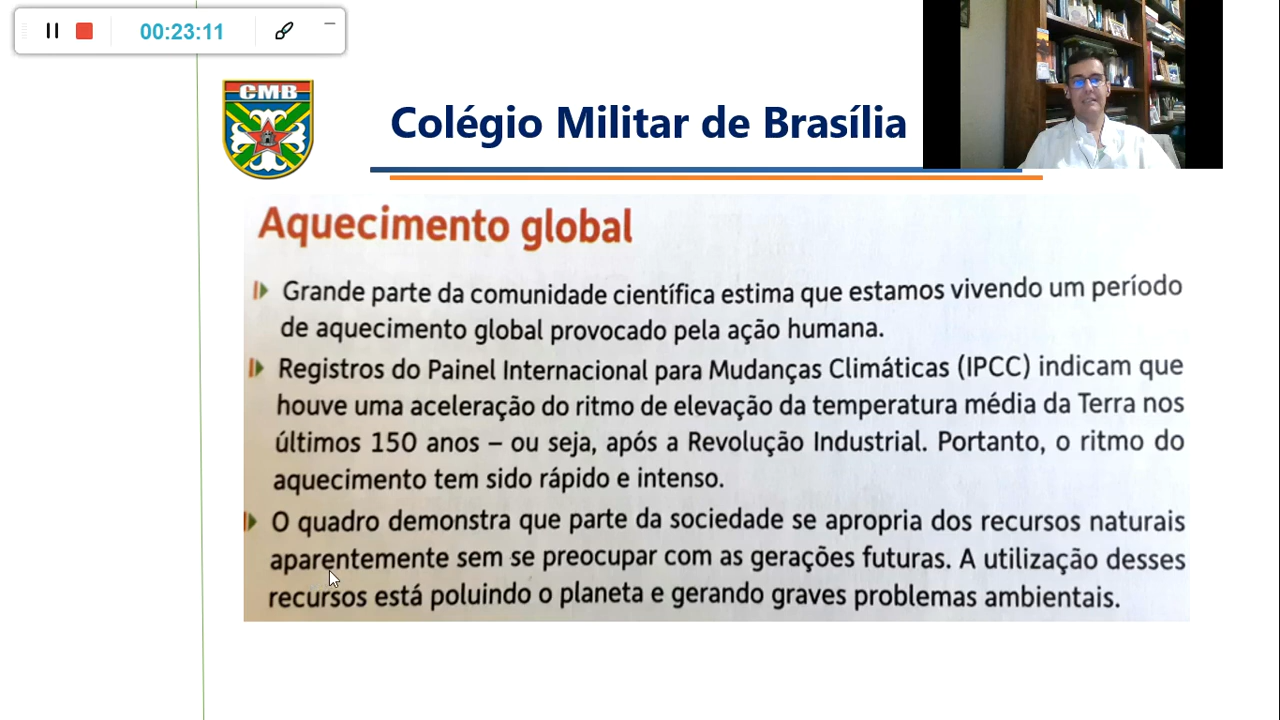 00:23:11
CMB
Colégio Militar de Brasília
Aquecimento global
Grande parte da comunidade científica estima que estamos vivendo um período
de aquecimento global provocado pela ação humana.
Registros do Painel Internacional para Mudanças Climáticas (IPCC) indicam que
houve uma aceleração do ritmo de elevação da temperatura média da Terra nos
últimos 150 anos – ou seja, após a Revolução Industrial. Portanto, o ritmo do
aquecimento tem sido rápido e intenso.
O quadro demonstra que parte da sociedade se apropria dos recursos naturais
aparentemente sem se preocupar com as gerações futuras. A utilização desses
recursos está poluindo o planeta e gerando graves problemas ambientais.